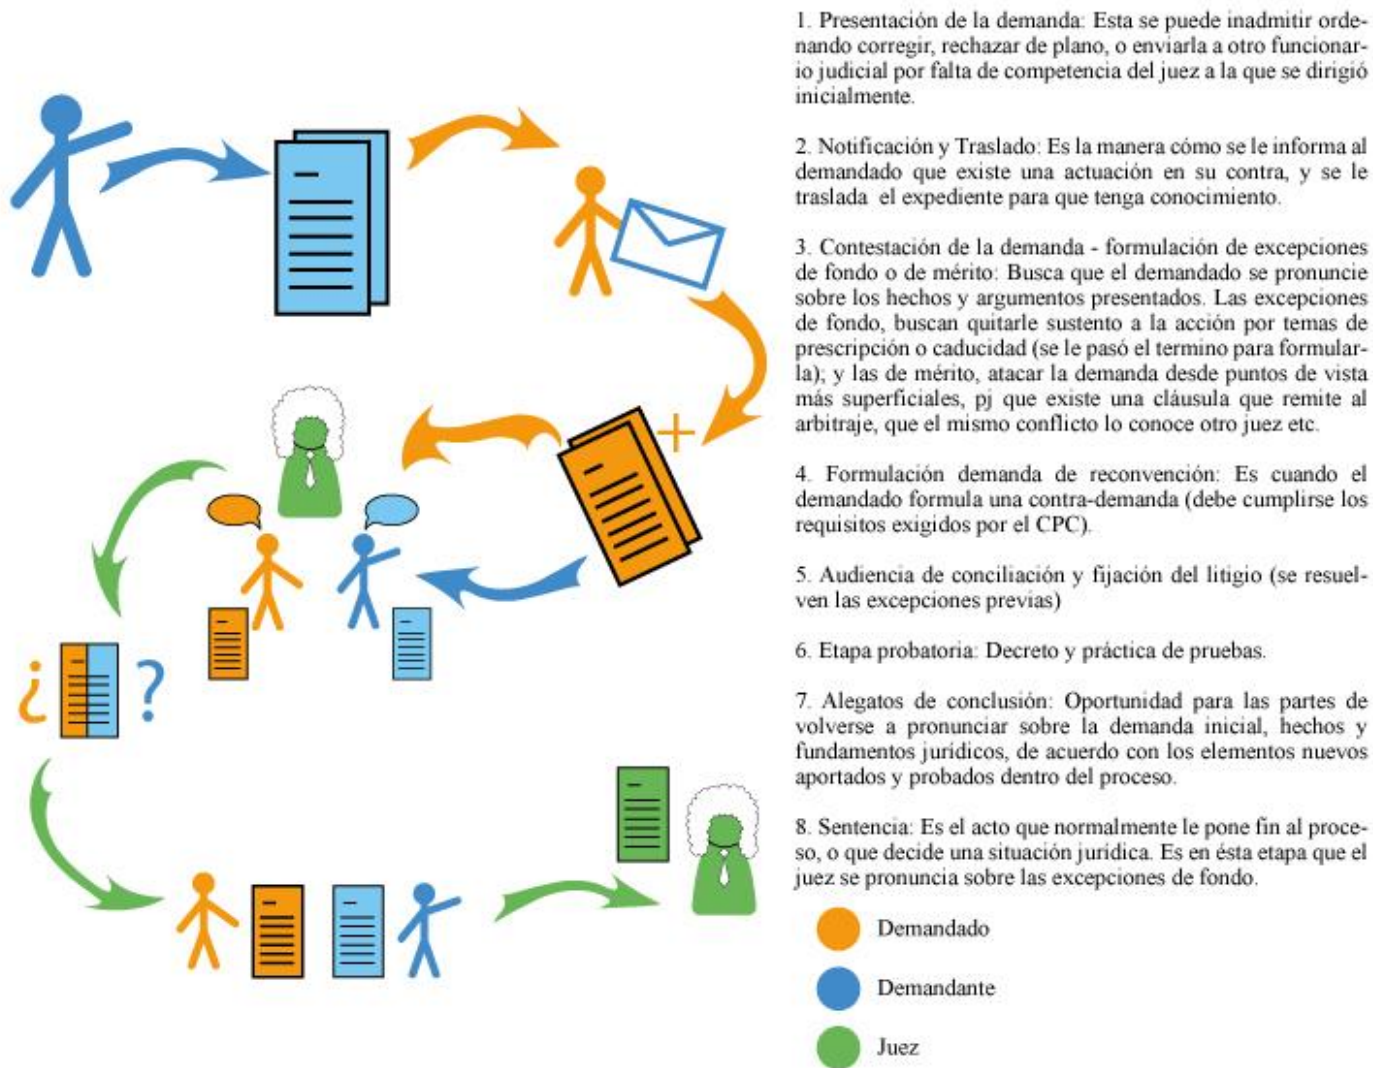 1. Presentación de la demanda: Esta se puede inadmitir orde-
nando corregir, rechazar de plano, o enviarla a otro funcionar-
io judicial por falta de competencia del juez a la que se dirigió
inicialmente.
2. Notificación y Traslado: Es la manera cómo se le informa al
demandado que existe una actuación en su contra, y se le
traslada el expediente para que tenga conocimiento.
3. Contestación de la demanda - formulación de excepciones
de fondo o de mérito: Busca que el demandado se pronuncie
sobre los hechos y argumentos presentados. Las excepciones
de fondo, buscan quitarle sustento a la acción por temas de
prescripción o caducidad (se le pasó el termino para formular-
la); y las de mérito, atacar la demanda desde puntos de vista
más superficiales, pj que existe una cláusula que remite al
arbitraje, que el mismo conflicto lo conoce otro juez etc.
4. Formulación demanda de reconvención: Es cuando el
demandado formula una contra-demanda (debe cumplirse los
requisitos exigidos por el CPC).
5. Audiencia de conciliación y fijación del litigio (se resuel-
ven las excepciones previas)
6. Etapa probatoria: Decreto y práctica de pruebas.
7. Alegatos de conclusión: Oportunidad para las partes de
volverse a pronunciar sobre la demanda inicial, hechos y
fundamentos jurídicos, de acuerdo con los elementos nuevos
aportados y probados dentro del proceso.
8. Sentencia: Es el acto que normalmente le pone fin al proce-
so, o que decide una situación jurídica. Es en ésta etapa que el
juez se pronuncia sobre las excepciones de fondo.
Demandado
Demandante
Juez
+
¿ ?